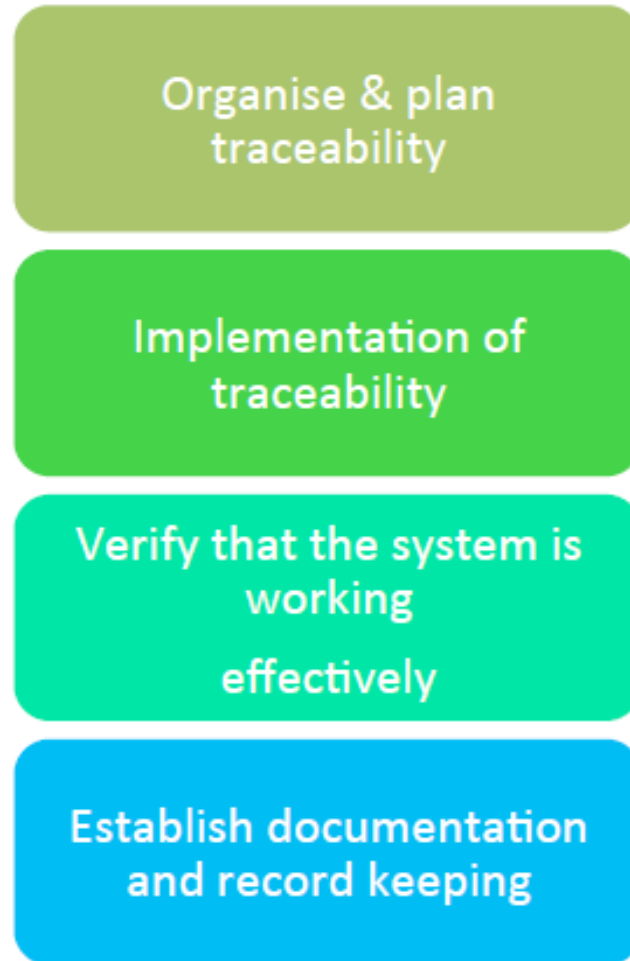 Organise & plan
traceability
Implementation of
traceability
Verify that the system is
working
effectively
Establish documentation
and record keeping